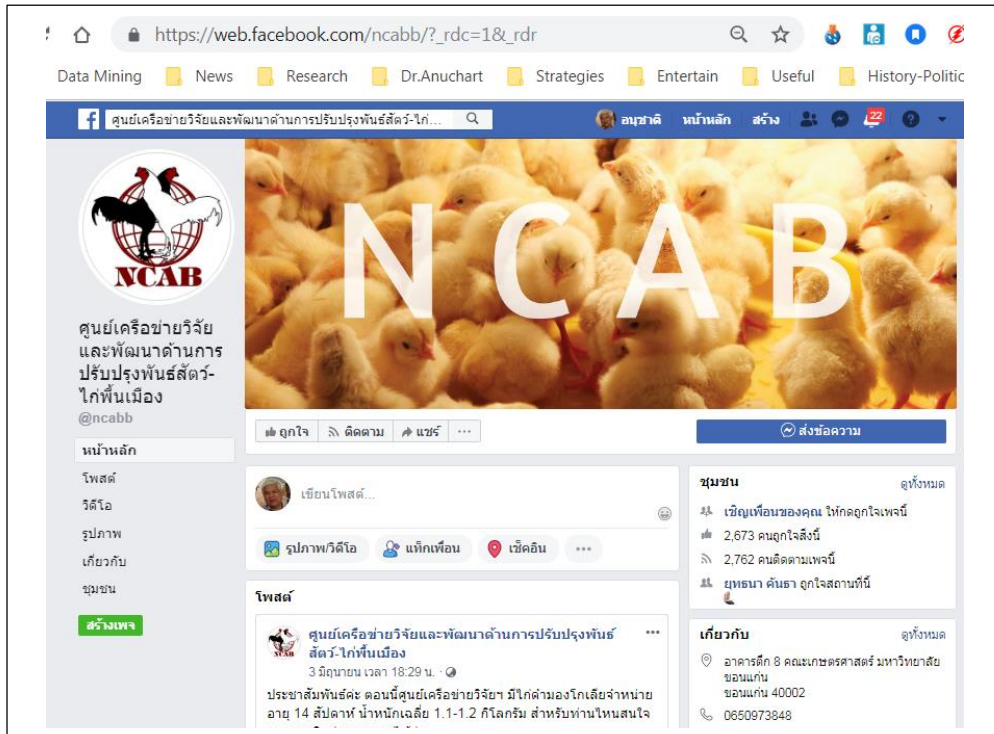 https://web.facebook.com/ncabb/?_rdc=1&_rdr
Data Mining News Research Dr.Anuchart Strategies Entertain Useful History-Politic
ศูนย์เครือข่ายวิจัยและพัฒนาด้านการปรับปรุงพันธ์สัตว์-ไก่...
อนุชาติ หน้าหลัก สร้าง 22
NCAB
NCAB
ศูนย์เครือข่ายวิจัย
และพัฒนาด้านการ
ปรับปรุงพันธ์สัตว์-
ไก่พื้นเมือง
@ncabb
หน้าหลัก
โพสต์
วิดีโอ
รูปภาพ
เกี่ยวกับ
ชุมชน
สร้างเพจ
ถูกใจ ติดตาม แชร์ ...
ส่งข้อความ
เขียนโพสต์...
รูปภาพ/วิดีโอ แท็กเพื่อน เช็คอิน ...
โพสต์
ศูนย์เครือข่ายวิจัยและพัฒนาด้านการปรับปรุงพันธ์
สัตว์-ไก่พื้นเมือง
3 มิถุนายน เวลา 18:29 น. ·
ประชาสัมพันธ์ค่ะ ตอนนี้ศูนย์เครือข่ายวิจัยฯ มีไก่ดำมองโกเลียจำหน่าย
อายุ 14 สัปดาห์ น้ำหนักเฉลี่ย 1.1-1.2 กิโลกรัม สำหรับท่านไหนสนใจ
ชุมชน ดูทั้งหมด
เชิญเพื่อนของคุณ ให้กดถูกใจเพจนี้
2,673 คนถูกใจสิ่งนี้
2,762 คนติดตามเพจนี้
ยุทธนา คันธา ถูกใจสถานที่นี้
เกี่ยวกับ ดูทั้งหมด
อาคารตึก 8 คณะเกษตรศาสตร์ มหาวิทยาลัย
ขอนแก่น
ขอนแก่น 40002
0650973848